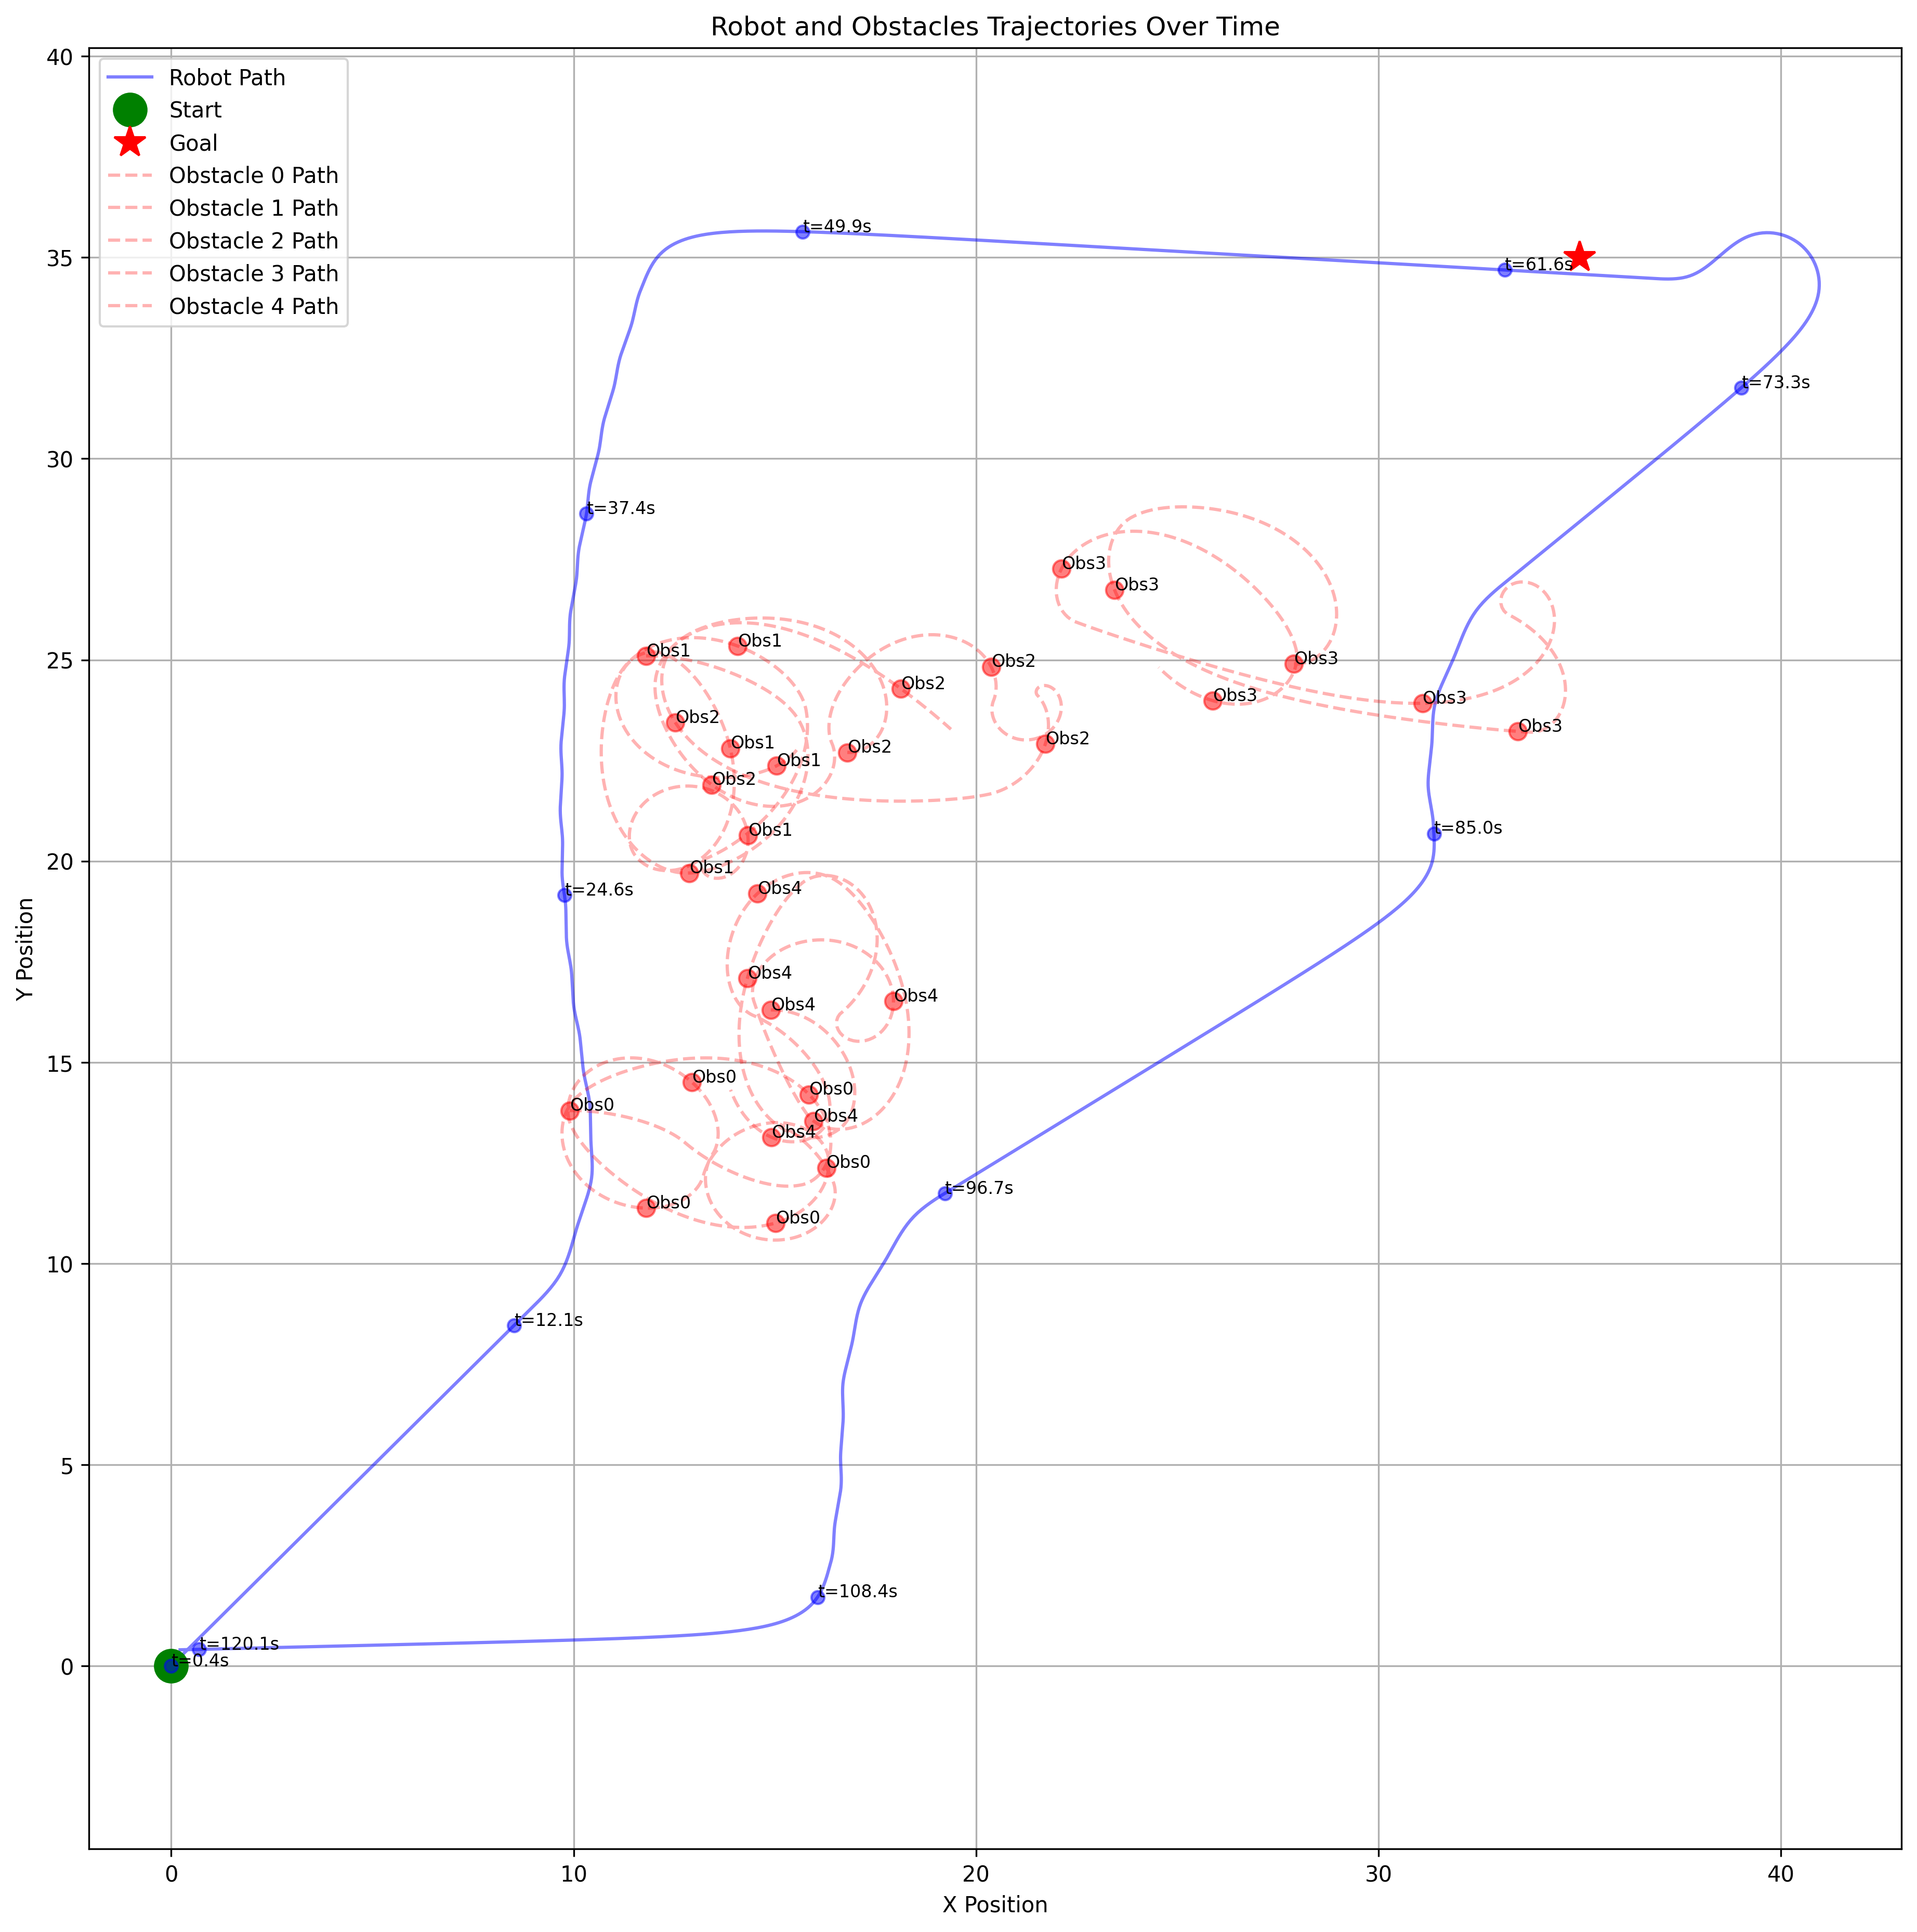 Robot and Obstacles Trajectories Over Time
Robot Path
Start
Goal
Obstacle 0 Path
Obstacle 1 Path
Obstacle 2 Path
Obstacle 3 Path
Obstacle 4 Path
40
35
30
25
20
15
10
5
0
Y Position
t=49.9s
t=61.6s
t=73.3s
t=37.4s
Obs3
Obs3
Obs1
Obs1
Obs2
Obs3
Obs2
Obs3
Obs3
Obs2
Obs3
Obs1
Obs2
Obs2
Obs1
Obs2
Obs1
t=85.0s
Obs1
t=24.6s
Obs4
Obs4
Obs4
Obs4
Obs0
Obs0
Obs0
Obs4
Obs4
Obs0
Obs0
Obs0
t=96.7s
t=12.1s
t=108.4s
t=120.1s
t=0.4s
0
10
20
30
40
X Position